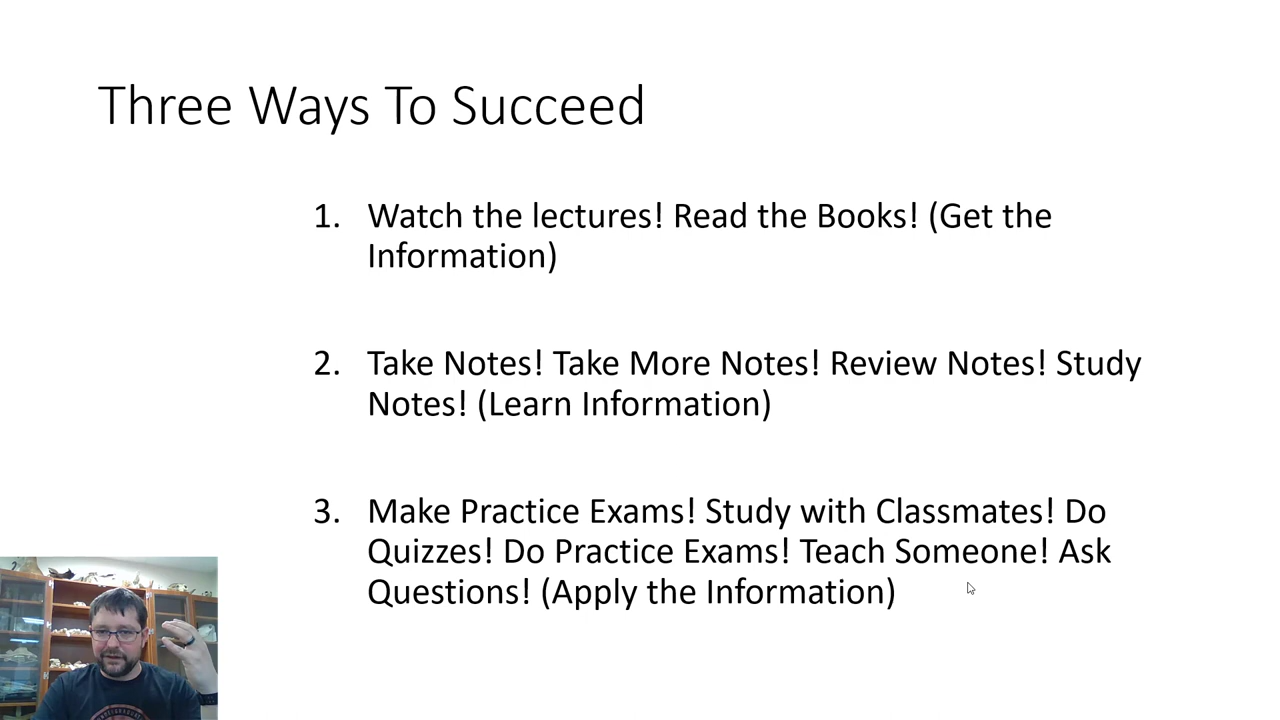 Three Ways To Succeed
1. Watch the lectures! Read the Books! (Get the
Information)
2. Take Notes! Take More Notes! Review Notes! Study
Notes! (Learn Information)
3. Make Practice Exams! Study with Classmates! Do
Quizzes! Do Practice Exams! Teach Someone! Ask
Questions! (Apply the Information)